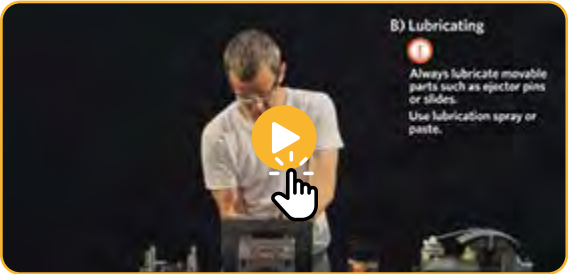 B) Lubricating
Always lubricate movable
parts such as ejector pins
or slides.
Use lubrication spray or
paste.